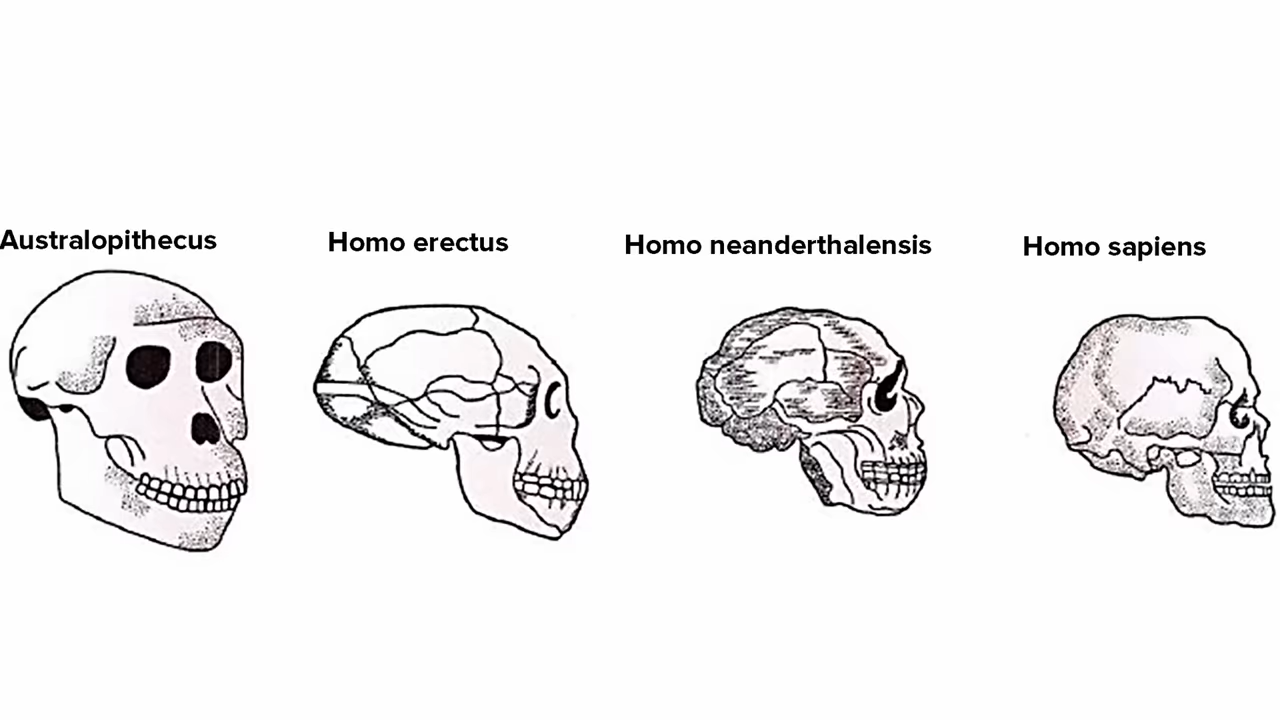 Australopithecus
Homo erectus
Homo neanderthalensis
Homo sapiens